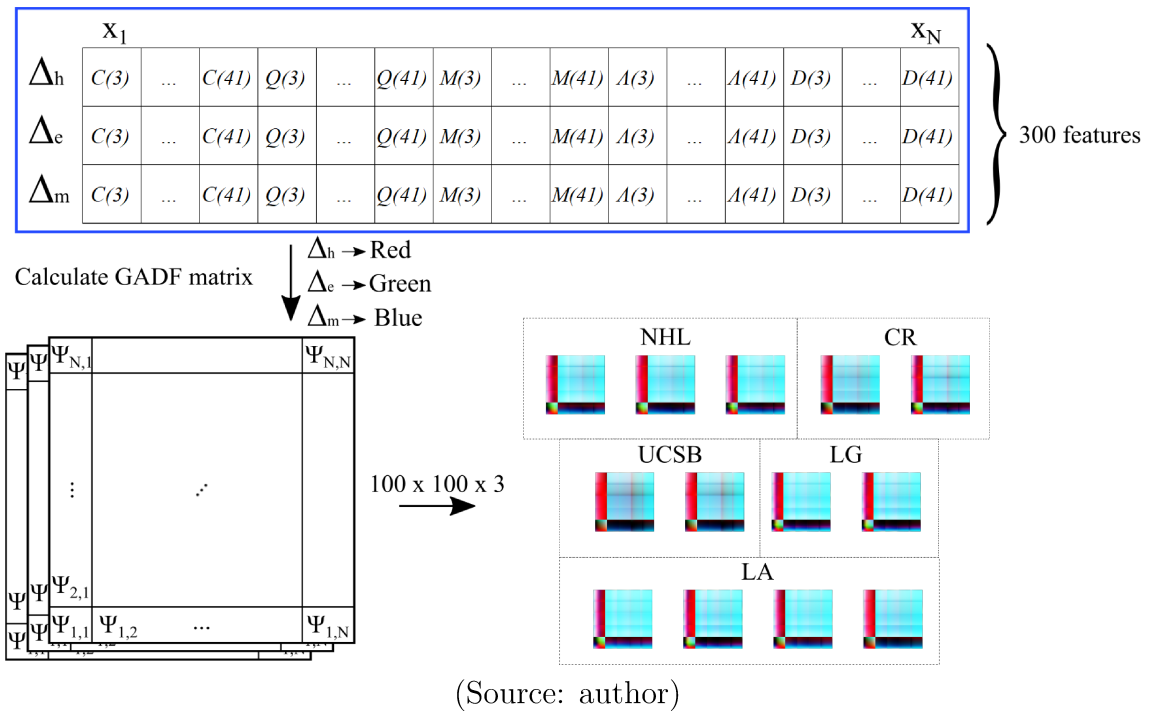 x1 xN
Δh C(3) ... C(41) Q(3) ... Q(41) M(3) ... M(41) Λ(3) ... Λ(41) D(3) ... D(41)
Δe C(3) ... C(41) Q(3) ... Q(41) M(3) ... M(41) Λ(3) ... Λ(41) D(3) ... D(41)
Δm C(3) ... C(41) Q(3) ... Q(41) M(3) ... M(41) Λ(3) ... Λ(41) D(3) ... D(41)
300 features
Calculate GADF matrix
Δh → Red
Δe → Green
Δm → Blue
Ψ Ψ ΨN,1 ΨN,N
⋮ ⋰
Ψ Ψ Ψ2,1
Ψ Ψ Ψ1,1 Ψ1,2 ... Ψ1,N
100 x 100 x 3
NHL CR
UCSB LG
LA
(Source: author)